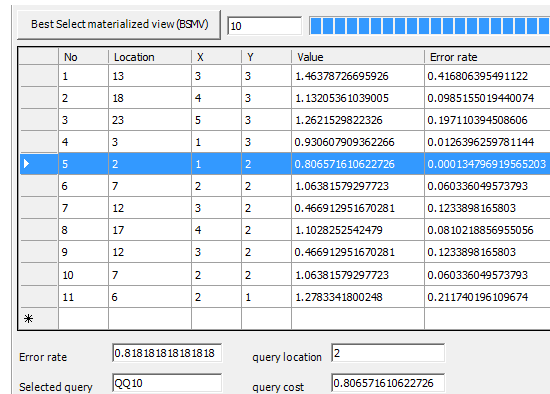 Best Select materialized view (BSMV) 10
No Location X Y Value Error rate
1 13 3 3 1.46378726695926 0.416806395491122
2 18 4 3 1.13205361039005 0.0985155019440074
3 23 5 3 1.2621529822326 0.197110394508606
4 3 1 3 0.930607909362266 0.0126396259781144
5 2 1 2 0.806571610622726 0.000134796919565203
6 7 2 2 1.06381579297723 0.060336049573793
7 12 3 2 0.466912951670281 0.1233898165803
8 17 4 2 1.1028252542479 0.0810218856955056
9 12 3 2 0.466912951670281 0.1233898165803
10 7 2 2 1.06381579297723 0.060336049573793
11 6 2 1 1.2783341800248 0.211740196109674
Error rate 0.818181818181818 query location 2
Selected query QQ10 query cost 0.806571610622726